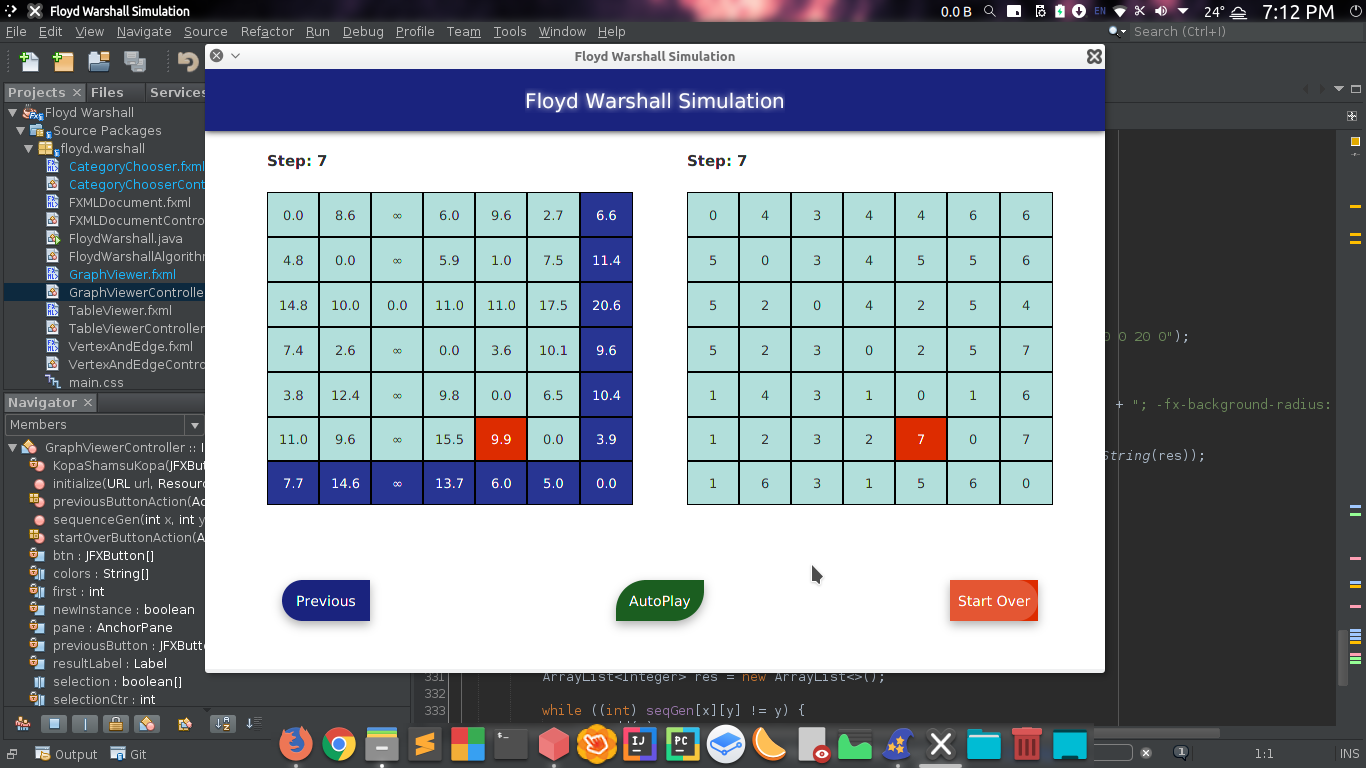 Floyd Warshall Simulation
0.0 B
EN
24°
7:12 PM
File Edit View Navigate Source Refactor Run Debug Profile Team Tools Window Help
Search (Ctrl+I)
Floyd Warshall Simulation
Floyd Warshall Simulation
Projects Files Services
Floyd Warshall
Source Packages
floyd.warshall
CategoryChooser.fxml
CategoryChooserCont
FXMLDocument.fxml
FXMLDocumentContro
FloydWarshall.java
FloydWarshallAlgorithm
GraphViewer.fxml
GraphViewerController
TableViewer.fxml
TableViewerController
VertexAndEdge.fxml
VertexAndEdgeContro
main.css
Navigator
Members
GraphViewerController :: I
KopaShamsuKopa(JFXBut
initialize(URL url, Resourc
previousButtonAction(Ac
sequenceGen(int x, int y
startOverButtonAction(A
btn : JFXButton[]
colors : String[]
first : int
newInstance : boolean
pane : AnchorPane
previousButton : JFXButt
resultLabel : Label
selection : boolean[]
selectionCtr : int
Step: 7
0.0 8.6 ∞ 6.0 9.6 2.7 6.6
4.8 0.0 ∞ 5.9 1.0 7.5 11.4
14.8 10.0 0.0 11.0 11.0 17.5 20.6
7.4 2.6 ∞ 0.0 3.6 10.1 9.6
3.8 12.4 ∞ 9.8 0.0 6.5 10.4
11.0 9.6 ∞ 15.5 9.9 0.0 3.9
7.7 14.6 ∞ 13.7 6.0 5.0 0.0
Step: 7
0 4 3 4 4 6 6
5 0 3 4 5 5 6
5 2 0 4 2 5 4
5 2 3 0 2 5 7
1 4 3 1 0 1 6
1 2 3 2 7 0 7
1 6 3 1 5 6 0
Previous
AutoPlay
Start Over
0 0 20 0");
+ "; -fx-background-radius:
String(res));
331 ArrayList<Integer> res = new ArrayList<>();
332
333 while ((int) seqGen[x][y] != y) {
IJ
PC
Output Git
1
1:1 INS